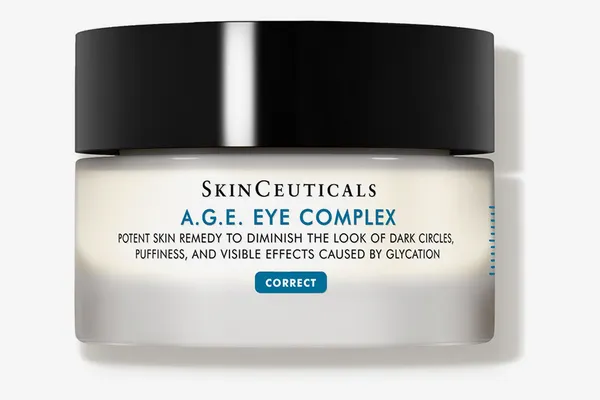 SKINCEUTICALS
A.G.E. EYE COMPLEX
POTENT SKIN REMEDY TO DIMINISH THE LOOK OF DARK CIRCLES,
PUFFINESS, AND VISIBLE EFFECTS CAUSED BY GLYCATION
CORRECT